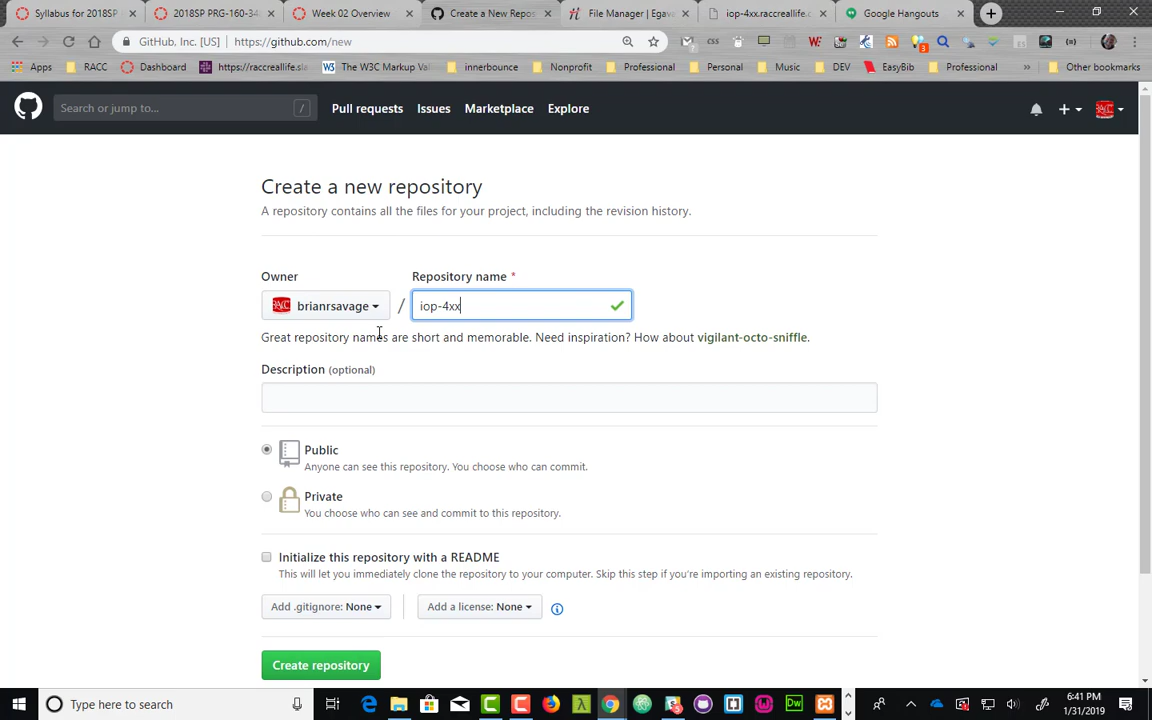 Syllabus for 2018SP
2018SP PRG-160-34
Week 02 Overview
Create a New Repos
File Manager | Egav
iop-4xx.raccreallife.c
Google Hangouts
GitHub, Inc. [US] https://github.com/new
Apps RACC Dashboard https://raccreallife.sla The W3C Markup Val innerbounce Nonprofit Professional Personal Music DEV EasyBib Professional » Other bookmarks
Search or jump to... / Pull requests Issues Marketplace Explore
Create a new repository
A repository contains all the files for your project, including the revision history.
Owner Repository name *
brianrsavage / iop-4xx
Great repository names are short and memorable. Need inspiration? How about vigilant-octo-sniffle.
Description (optional)
Public
Anyone can see this repository. You choose who can commit.
Private
You choose who can see and commit to this repository.
Initialize this repository with a README
This will let you immediately clone the repository to your computer. Skip this step if you're importing an existing repository.
Add .gitignore: None Add a license: None
Create repository
Type here to search
6:41 PM
1/31/2019